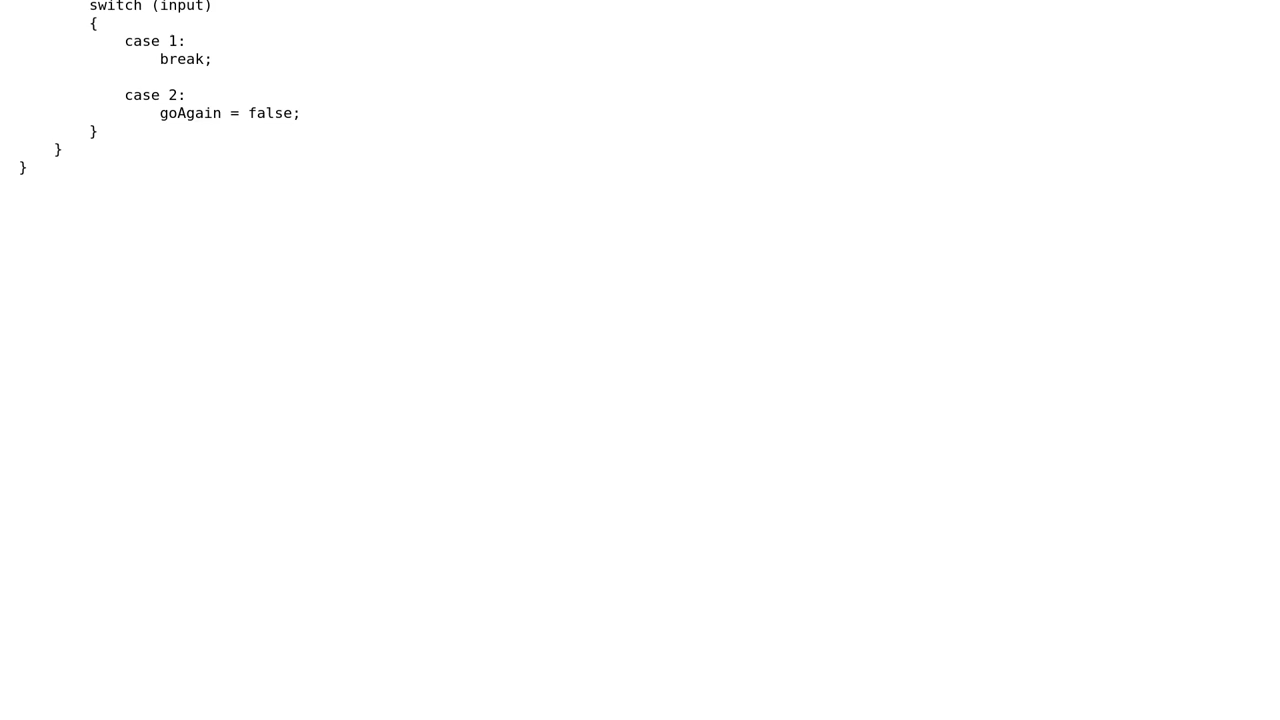 switch (input)
{
case 1:
break;
case 2:
goAgain = false;
}
}
}